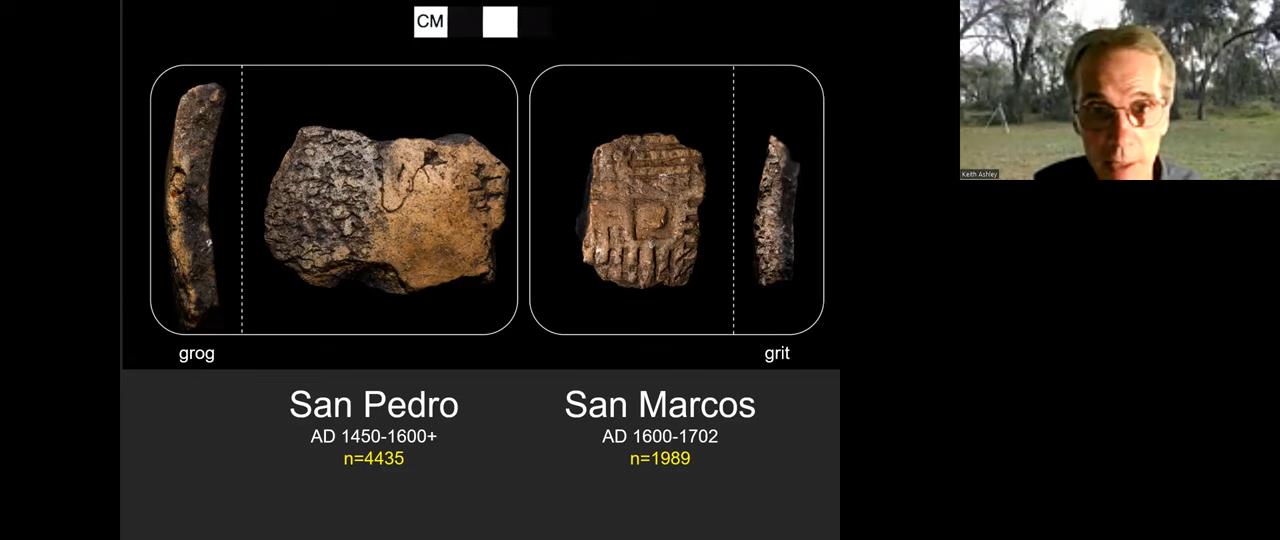 CM
Keith Ashley
grog
grit
San Pedro
San Marcos
AD 1450-1600+
AD 1600-1702
n=4435
n=1989